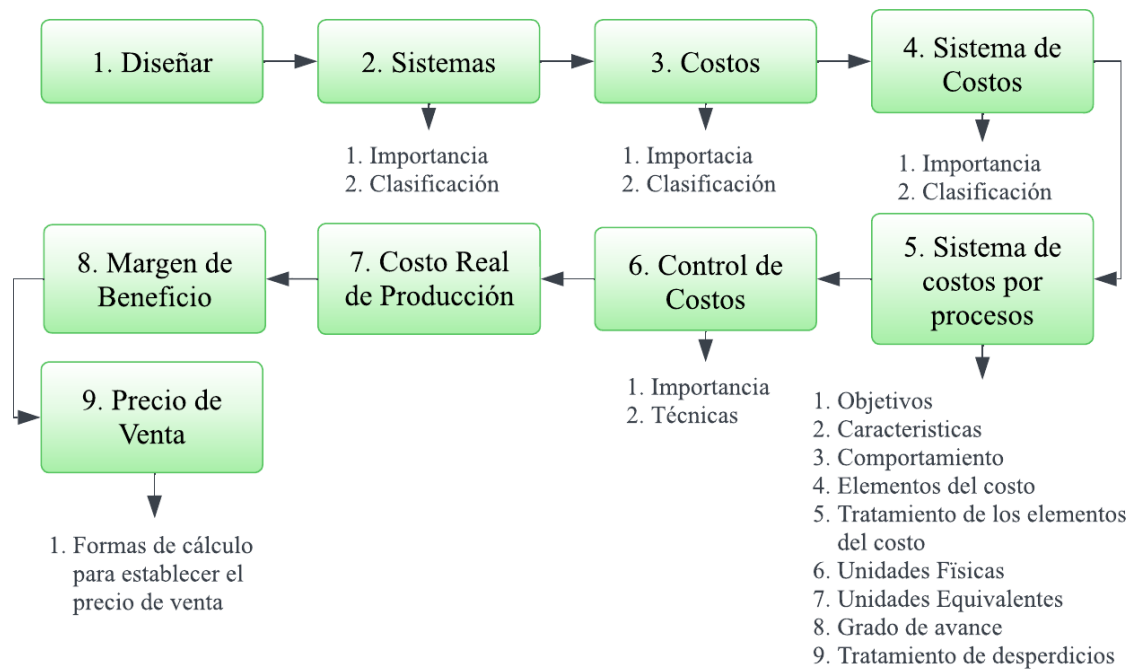 1. Diseñar
2. Sistemas
1. Importancia
2. Clasificación
3. Costos
1. Importacia
2. Clasificación
4. Sistema de
Costos
1. Importancia
2. Clasificación
5. Sistema de
costos por
procesos
1. Objetivos
2. Caracteristicas
3. Comportamiento
4. Elementos del costo
5. Tratamiento de los elementos
del costo
6. Unidades Fïsicas
7. Unidades Equivalentes
8. Grado de avance
9. Tratamiento de desperdicios
6. Control de
Costos
1. Importancia
2. Técnicas
7. Costo Real
de Producción
8. Margen de
Beneficio
9. Precio de
Venta
1. Formas de cálculo
para establecer el
precio de venta